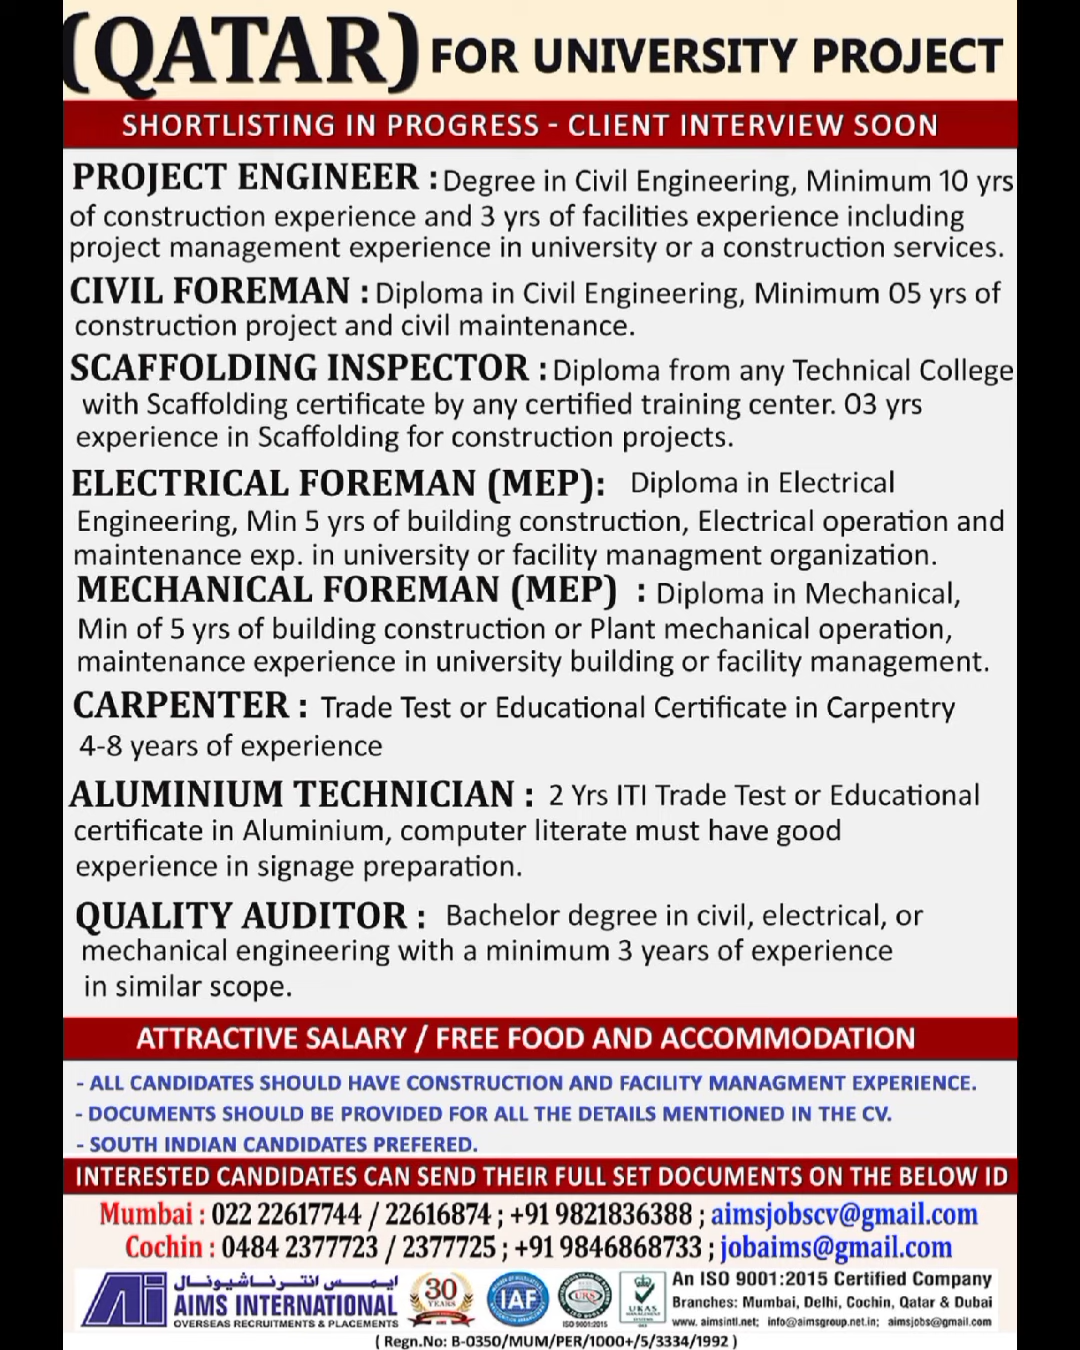 (QATAR) FOR UNIVERSITY PROJECT
SHORTLISTING IN PROGRESS - CLIENT INTERVIEW SOON
PROJECT ENGINEER : Degree in Civil Engineering, Minimum 10 yrs
of construction experience and 3 yrs of facilities experience including
project management experience in university or a construction services.
CIVIL FOREMAN : Diploma in Civil Engineering, Minimum 05 yrs of
construction project and civil maintenance.
SCAFFOLDING INSPECTOR : Diploma from any Technical College
with Scaffolding certificate by any certified training center. 03 yrs
experience in Scaffolding for construction projects.
ELECTRICAL FOREMAN (MEP): Diploma in Electrical
Engineering, Min 5 yrs of building construction, Electrical operation and
maintenance exp. in university or facility managment organization.
MECHANICAL FOREMAN (MEP) : Diploma in Mechanical,
Min of 5 yrs of building construction or Plant mechanical operation,
maintenance experience in university building or facility management.
CARPENTER : Trade Test or Educational Certificate in Carpentry
4-8 years of experience
ALUMINIUM TECHNICIAN : 2 Yrs ITI Trade Test or Educational
certificate in Aluminium, computer literate must have good
experience in signage preparation.
QUALITY AUDITOR : Bachelor degree in civil, electrical, or
mechanical engineering with a minimum 3 years of experience
in similar scope.
ATTRACTIVE SALARY / FREE FOOD AND ACCOMMODATION
- ALL CANDIDATES SHOULD HAVE CONSTRUCTION AND FACILITY MANAGMENT EXPERIENCE.
- DOCUMENTS SHOULD BE PROVIDED FOR ALL THE DETAILS MENTIONED IN THE CV.
- SOUTH INDIAN CANDIDATES PREFERED.
INTERESTED CANDIDATES CAN SEND THEIR FULL SET DOCUMENTS ON THE BELOW ID
Mumbai : 022 22617744 / 22616874 ; +91 9821836388 ; aimsjobscv@gmail.com
Cochin : 0484 2377723 / 2377725 ; +91 9846868733 ; jobaims@gmail.com
ايمس انترناشيونال
AIMS INTERNATIONAL
OVERSEAS RECRUITMENTS & PLACEMENTS
30
YEARS
IAF
URS
ISO 9001:2015
UKAS
MANAGEMENT
SYSTEMS
An ISO 9001:2015 Certified Company
Branches: Mumbai, Delhi, Cochin, Qatar & Dubai
www. aimsintl.net; info@aimsgroup.net.in; aimsjobs@gmail.com
( Regn.No: B-0350/MUM/PER/1000+/5/3334/1992 )